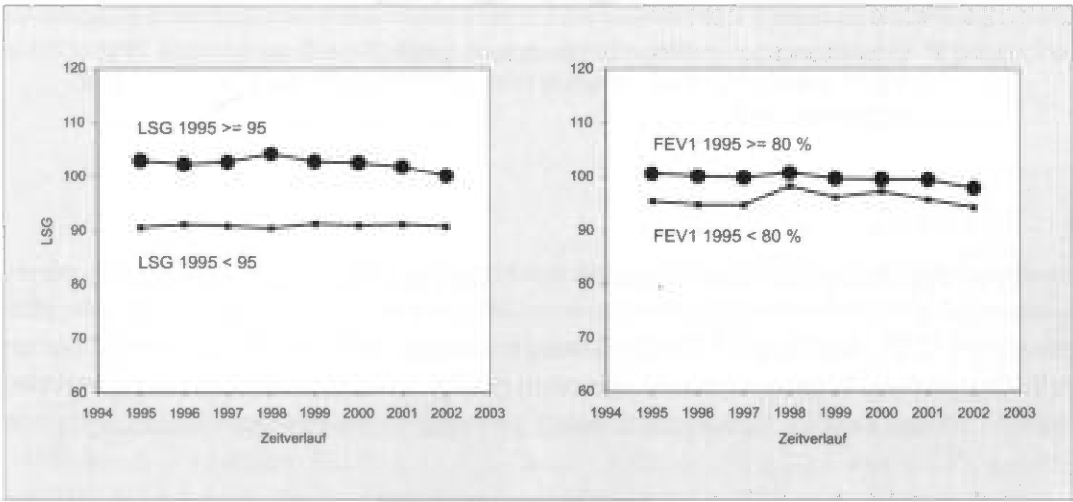 120
110
100
90
80
70
60
LSG
LSG 1995 >= 95
LSG 1995 < 95
1994 1995 1996 1997 1998 1999 2000 2001 2002 2003
Zeitverlauf
120
110
100
90
80
70
60
FEV1 1995 >= 80 %
FEV1 1995 < 80 %
1994 1995 1996 1997 1998 1999 2000 2001 2002 2003
Zeitverlauf